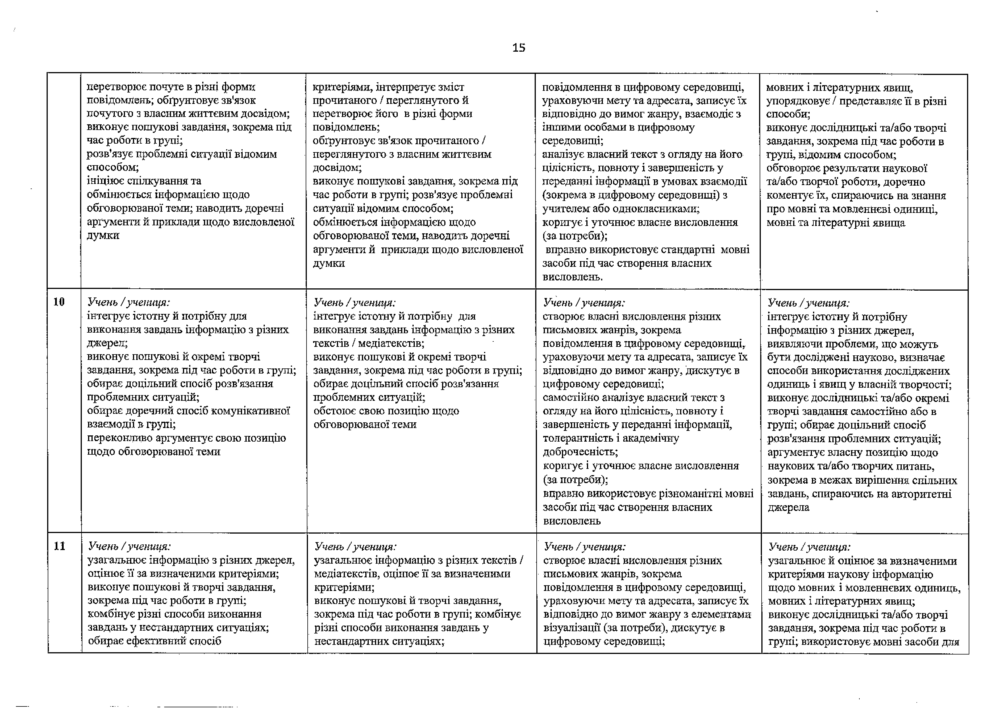 15
перетворює почуте в різні форми
повідомлень; обґрунтовує зв'язок
почутого з власним життєвим досвідом;
виконує пошукові завдання, зокрема під
час роботи в групі;
розв'язує проблемні ситуації відомим
способом;
ініціює спілкування та
обмінюється інформацією щодо
обговорюваної теми; наводить доречні
аргументи й приклади щодо висловленої
думки
критеріями, інтерпретує зміст
прочитаного / переглянутого й
перетворює його в різні форми
повідомлень;
обґрунтовує зв'язок прочитаного /
переглянутого з власним життєвим
досвідом;
виконує пошукові завдання, зокрема під
час роботи в групі; розв'язує проблемні
ситуації відомим способом;
обмінюється інформацією щодо
обговорюваної теми, наводить доречні
аргументи й приклади щодо висловленої
думки
повідомлення в цифровому середовищі,
ураховуючи мету та адресата, записує їх
відповідно до вимог жанру, взаємодіє з
іншими особами в цифровому
середовищі;
аналізує власний текст з огляду на його
цілісність, повноту і завершеність у
переданні інформації в умовах взаємодії
(зокрема в цифровому середовищі) з
учителем або однокласниками;
коригує і уточнює власне висловлення
(за потреби);
вправно використовує стандартні мовні
засоби під час створення власних
висловлень.
мовних і літературних явищ,
упорядковує / представляє її в різні
способи;
виконує дослідницькі та/або творчі
завдання, зокрема під час роботи в
групі, відомим способом;
обговорює результати наукової
та/або творчої роботи, доречно
коментує їх, спираючись на знання
про мовні та мовленнєві одиниці,
мовні та літературні явища
10
Учень / учениця:
інтегрує істотну й потрібну для
виконання завдань інформацію з різних
джерел;
виконує пошукові й окремі творчі
завдання, зокрема під час роботи в групі;
обирає доцільний спосіб розв'язання
проблемних ситуацій;
обирає доречний спосіб комунікативної
взаємодії в групі;
переконливо аргументує свою позицію
щодо обговорюваної теми
Учень / учениця:
інтегрує істотну й потрібну для
виконання завдань інформацію з різних
текстів / медіатекстів;
виконує пошукові й окремі творчі
завдання, зокрема під час роботи в групі;
обирає доцільний спосіб розв'язання
проблемних ситуацій;
обстоює свою позицію щодо
обговорюваної теми
Учень / учениця:
створює власні висловлення різних
письмових жанрів, зокрема
повідомлення в цифровому середовищі,
ураховуючи мету та адресата, записує їх
відповідно до вимог жанру, дискутує в
цифровому середовищі;
самостійно аналізує власний текст з
огляду на його цілісність, повноту і
завершеність у переданні інформації,
толерантність і академічну
доброчесність;
коригує і уточнює власне висловлення
(за потреби);
вправно використовує різноманітні мовні
засоби під час створення власних
висловлень
Учень / учениця:
інтегрує істотну й потрібну
інформацію з різних джерел,
виявляючи проблеми, що можуть
бути досліджені науково, визначає
способи використання досліджених
одиниць і явищ у власній творчості;
виконує дослідницькі та/або окремі
творчі завдання самостійно або в
групі; обирає доцільний спосіб
розв'язання проблемних ситуацій;
аргументує власну позицію щодо
наукових та/або творчих питань,
зокрема в межах вирішення спільних
завдань, спираючись на авторитетні
джерела
11
Учень / учениця:
узагальнює інформацію з різних джерел,
оцінює її за визначеними критеріями;
виконує пошукові й творчі завдання,
зокрема під час роботи в групі;
комбінує різні способи виконання
завдань у нестандартних ситуаціях;
обирає ефективний спосіб
Учень / учениця:
узагальнює інформацію з різних текстів /
медіатекстів, оцінює її за визначеними
критеріями;
виконує пошукові й творчі завдання,
зокрема під час роботи в групі; комбінує
різні способи виконання завдань у
нестандартних ситуаціях;
Учень / учениця:
створює власні висловлення різних
письмових жанрів, зокрема
повідомлення в цифровому середовищі,
ураховуючи мету та адресата, записує їх
відповідно до вимог жанру з елементами
візуалізації (за потреби), дискутує в
цифровому середовищі;
Учень / учениця:
узагальнює й оцінює за визначеними
критеріями наукову інформацію
щодо мовних і мовленнєвих одиниць,
мовних і літературних явищ;
виконує дослідницькі та/або творчі
завдання, зокрема під час роботи в
групі; використовує мовні засоби для